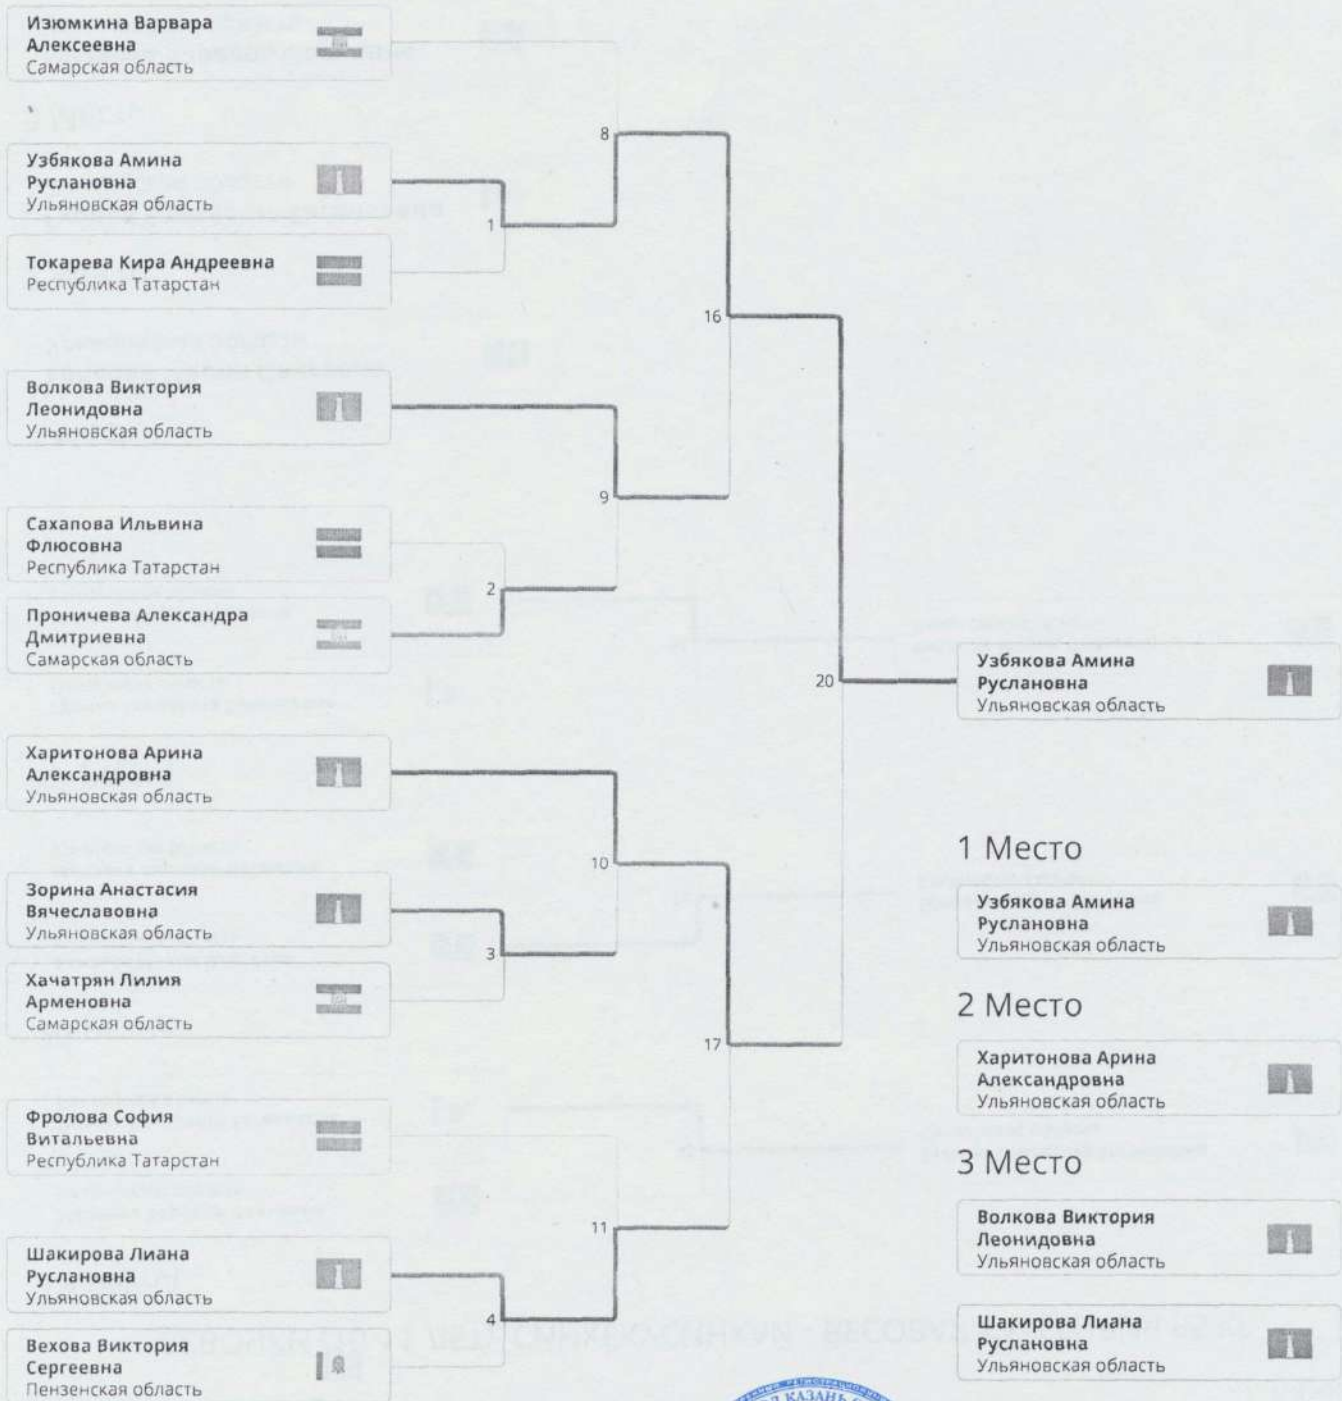 Изюмкина Варвара
Алексеевна
Самарская область
Узбякова Амина
Руслановна
Ульяновская область
Токарева Кира Андреевна
Республика Татарстан
Волкова Виктория
Леонидовна
Ульяновская область
Сахапова Ильвина
Флюсовна
Республика Татарстан
Проничева Александра
Дмитриевна
Самарская область
Харитонова Арина
Александровна
Ульяновская область
Зорина Анастасия
Вячеславовна
Ульяновская область
Хачатрян Лилия
Арменовна
Самарская область
Фролова София
Витальевна
Республика Татарстан
Шакирова Лиана
Руслановна
Ульяновская область
Вехова Виктория
Сергеевна
Пензенская область
1
2
3
4
8
9
10
11
16
17
20
Узбякова Амина
Руслановна
Ульяновская область
1 Место
Узбякова Амина
Руслановна
Ульяновская область
2 Место
Харитонова Арина
Александровна
Ульяновская область
3 Место
Волкова Виктория
Леонидовна
Ульяновская область
Шакирова Лиана
Руслановна
Ульяновская область
КАЗАНЬ